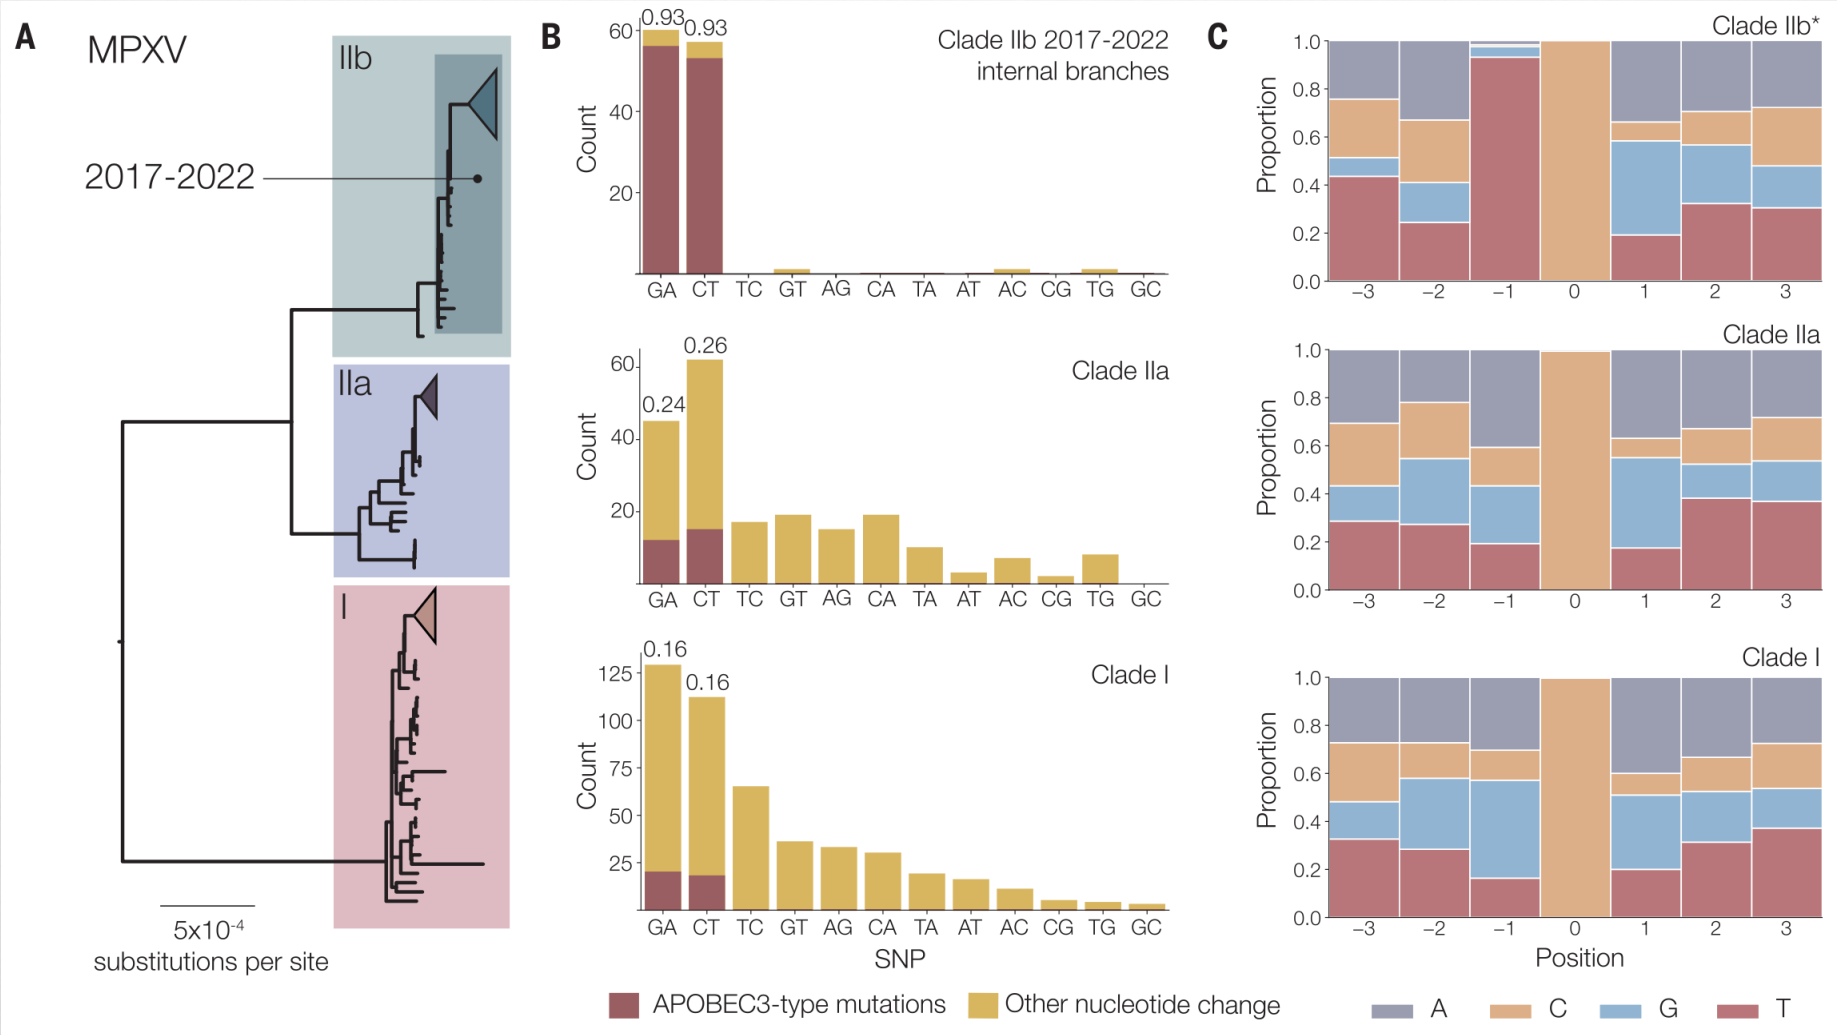 A
MPXV
IIb
2017-2022
IIa
I
5x10-4
substitutions per site
B
Clade IIb 2017-2022
internal branches
0.93
0.93
60
40
20
Count
GA CT TC GT AG CA TA AT AC CG TG GC
Clade IIa
0.26
0.24
60
40
20
Count
GA CT TC GT AG CA TA AT AC CG TG GC
Clade I
0.16
0.16
125
100
75
50
25
Count
GA CT TC GT AG CA TA AT AC CG TG GC
SNP
APOBEC3-type mutations
Other nucleotide change
C
Clade IIb*
1.0
0.8
0.6
0.4
0.2
0.0
Proportion
−3 −2 −1 0 1 2 3
Clade IIa
1.0
0.8
0.6
0.4
0.2
0.0
Proportion
−3 −2 −1 0 1 2 3
Clade I
1.0
0.8
0.6
0.4
0.2
0.0
Proportion
−3 −2 −1 0 1 2 3
Position
A C G T